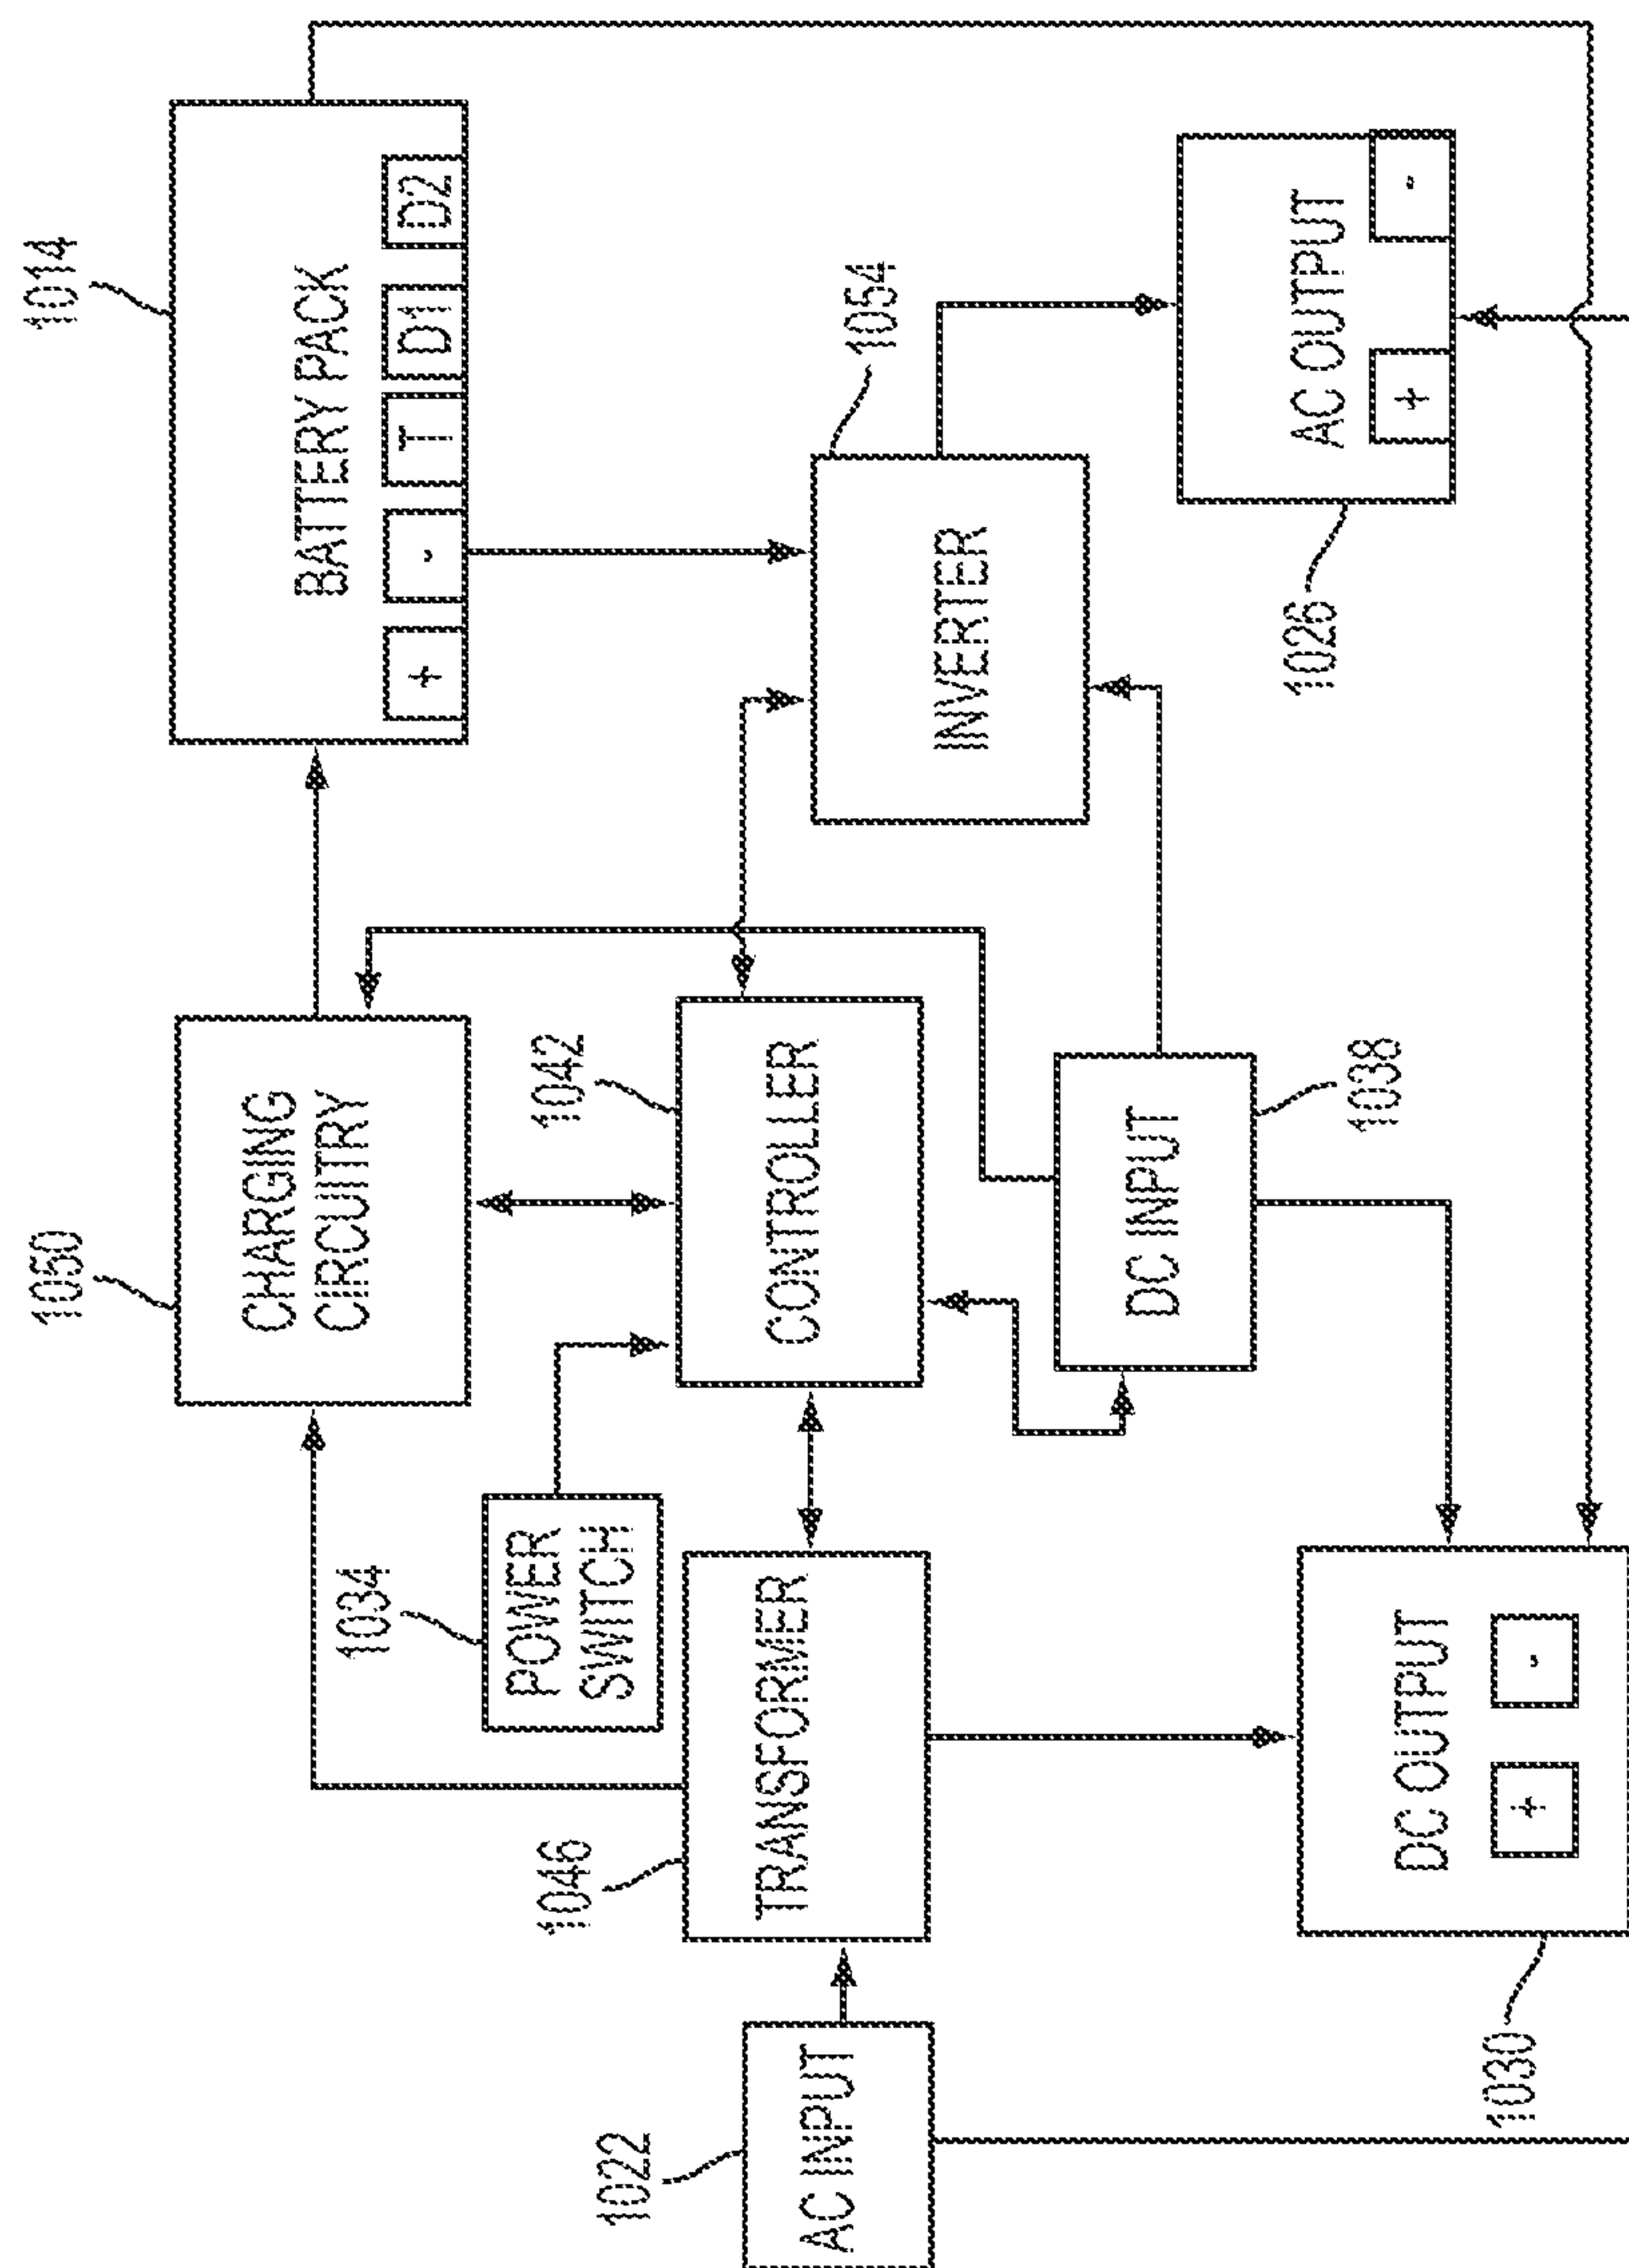 1014
BATTERY PACK
+
-
T
D1
D2
1050
CHARGING
CIRCUITRY
1034
POWER
SWITCH
1042
CONTROLLER
1054
INVERTER
1046
TRANSFORMER
1022
AC INPUT
DC INPUT
1038
AC OUTPUT
+
-
1026
DC OUTPUT
+
-
1030